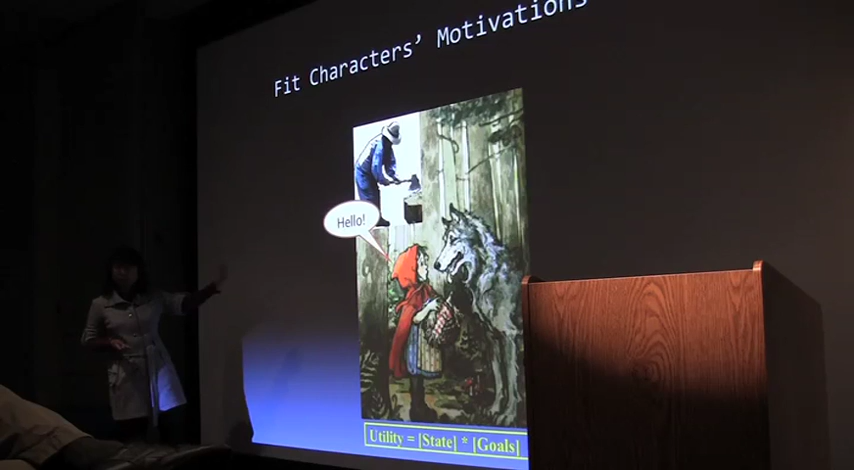 Fit Characters' Motivations
Hello!
Utility = |State| * |Goals|